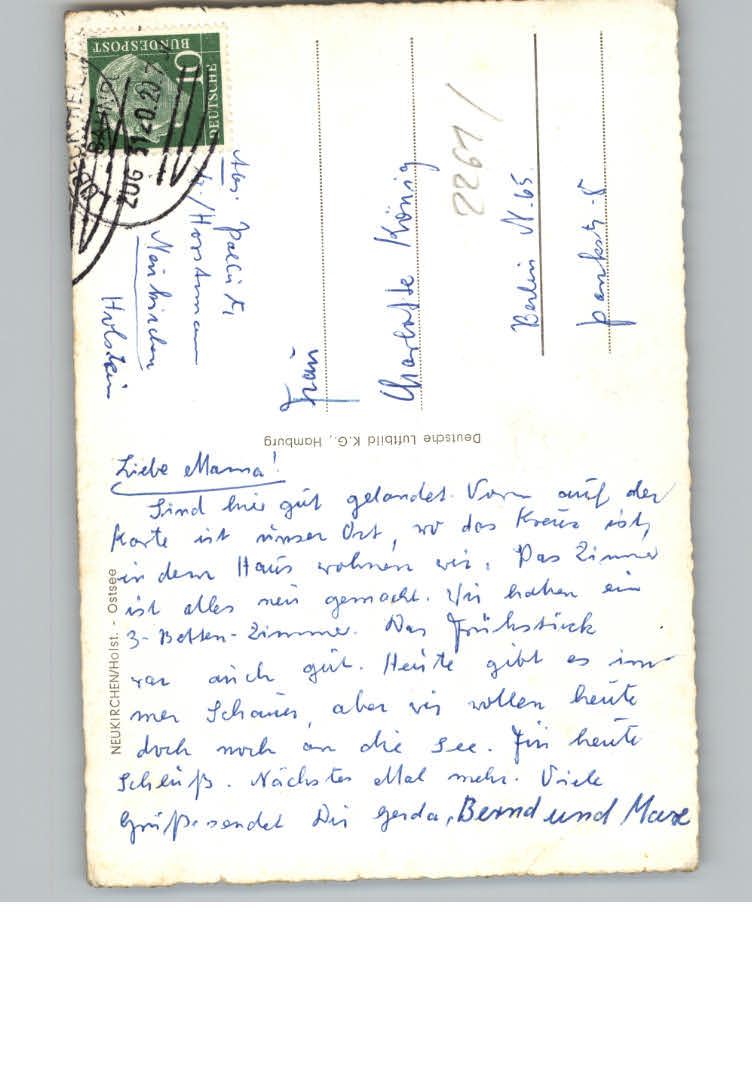 Liebe Mama!
Sind hier gut gelandet. Vorn auf der
Karte ist unser Ort, wo das Kreuz ist,
in dem Haus wohnen wir. Das Zimmer
ist alles neu gemacht. Wir haben ein
3-Betten-Zimmer. Das Frühstück
war auch gut. Heute gibt es im-
mer Schauer, aber wir wollen heute
doch noch an die See. Für heute
Schluß. Nächstes Mal mehr. Viele
Grüße sendet Dir Gerda, Bernd und
NEUKIRCHEN/Holst. - Ostsee
Deutsche Luftbild K.G., Hamburg
Abs.
Horstmann
Neukirchen
Holstein
Frau
Charlotte König
2261/
Berlin N. 65
Parkstr. 8
DEUTSCHE
BUNDESPOST
10
ZUG